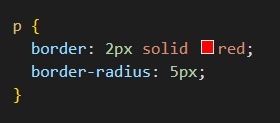 p {
  border: 2px solid red;
  border-radius: 5px;
}